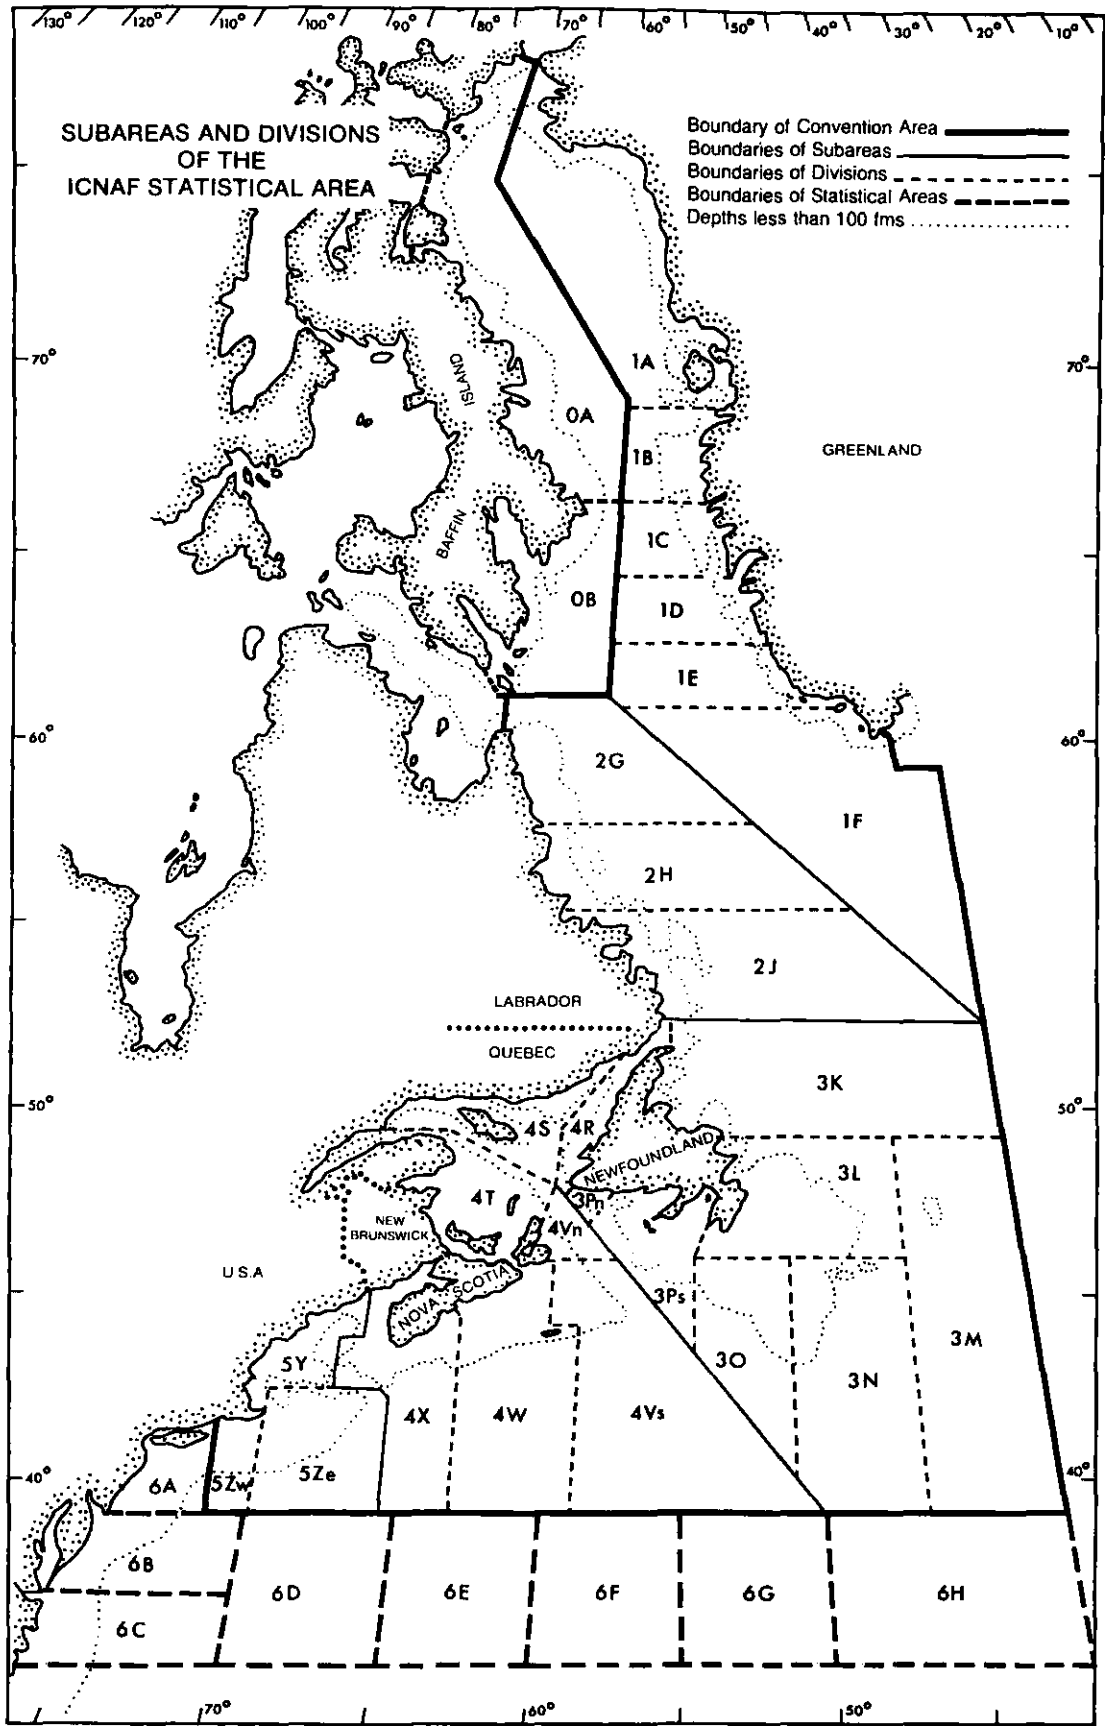 130° 120° 110° 100° 90° 80° 70° 60° 50° 40° 30° 20° 10°
SUBAREAS AND DIVISIONS
OF THE
ICNAF STATISTICAL AREA
Boundary of Convention Area
Boundaries of Subareas
Boundaries of Divisions
Boundaries of Statistical Areas
Depths less than 100 fms
70° 70°
1A
ISLAND
0A
GREENLAND
1B
BAFFIN
1C
0B
1D
1E
60° 60°
2G
1F
2H
2J
LABRADOR
QUEBEC
3K
50° 50°
4S 4R
NEWFOUNDLAND
3L
4T
3Pn
NEW
BRUNSWICK
4Vn
U.S.A
NOVA SCOTIA
3Ps
3M
5Y
3O
3N
4X 4W 4Vs
40° 40°
6A 5Zw 5Ze
6B
6D 6E 6F 6G 6H
6C
70° 60° 50°